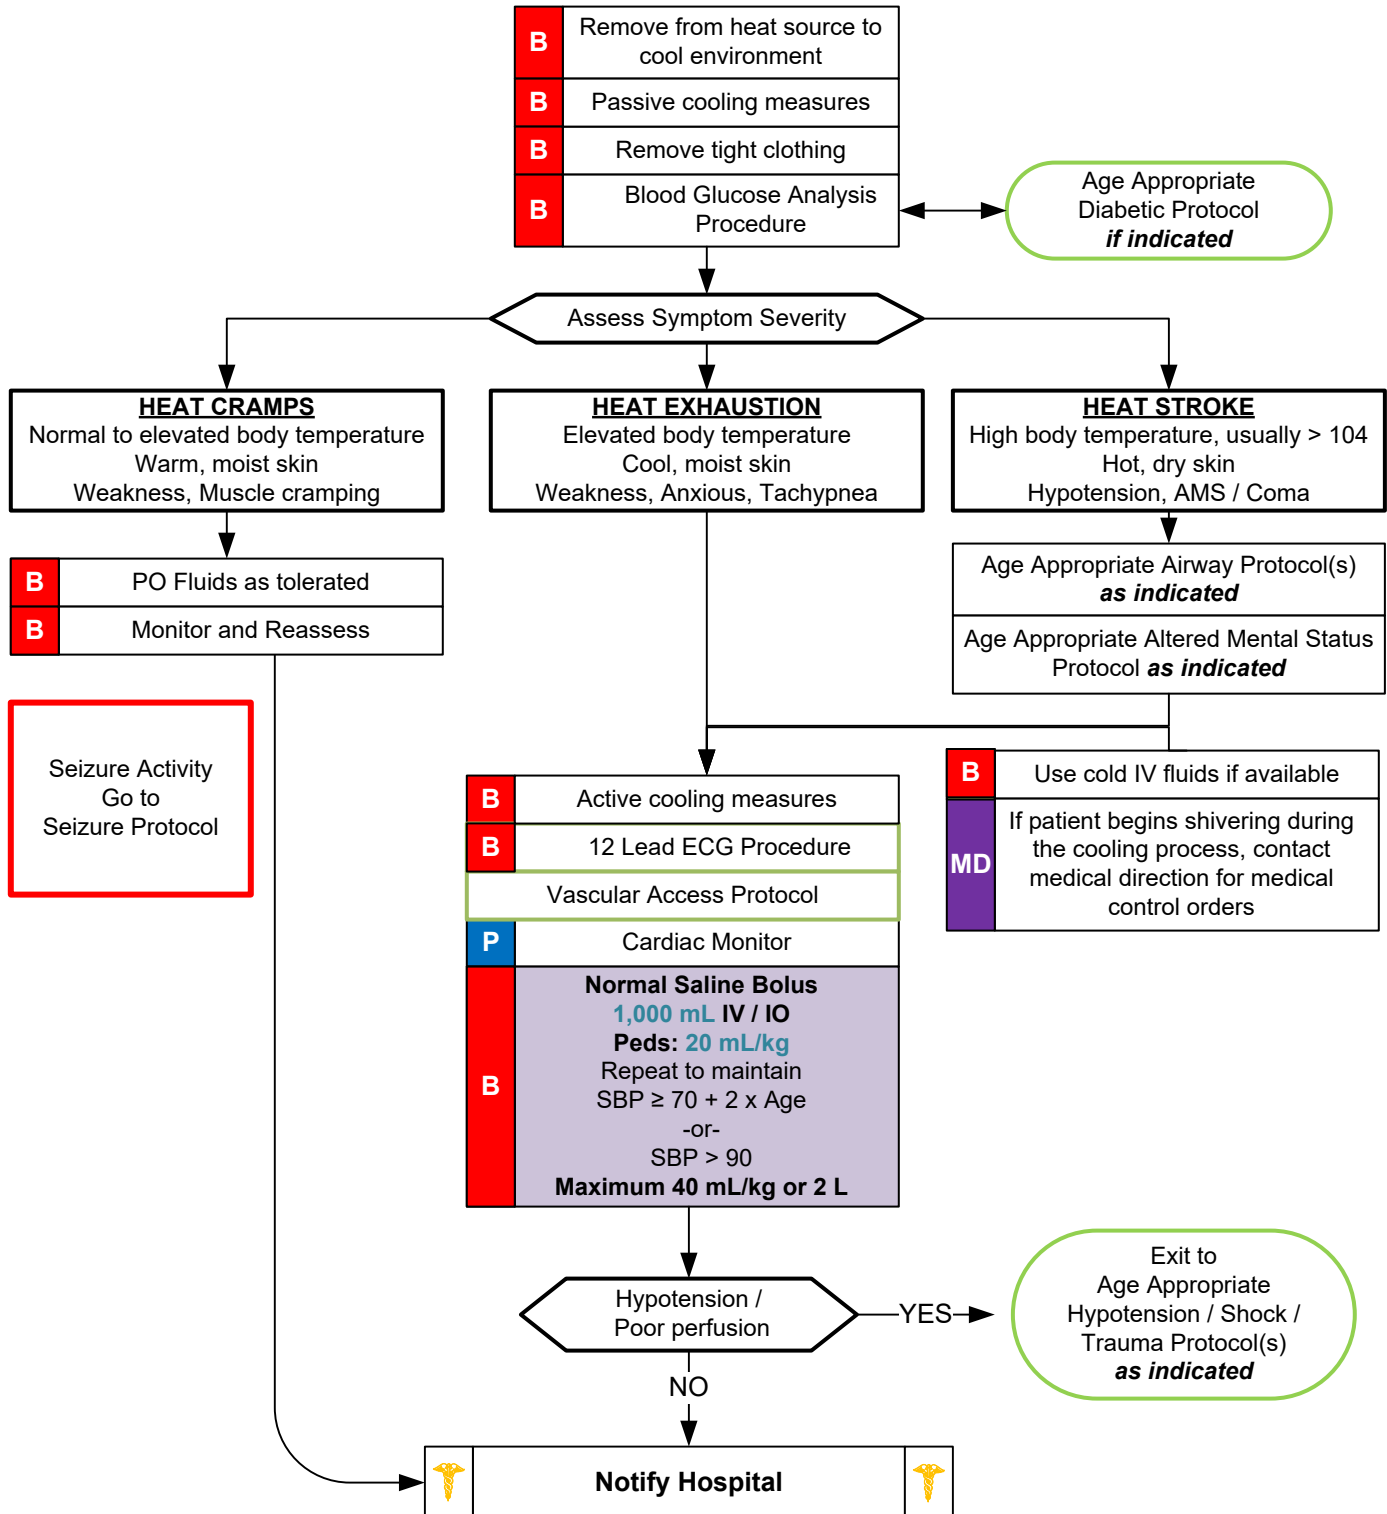 B
Remove from heat source to
cool environment
B
Passive cooling measures
B
Remove tight clothing
B
Blood Glucose Analysis
Procedure
Age Appropriate
Diabetic Protocol
if indicated
Assess Symptom Severity
HEAT CRAMPS
Normal to elevated body temperature
Warm, moist skin
Weakness, Muscle cramping
HEAT EXHAUSTION
Elevated body temperature
Cool, moist skin
Weakness, Anxious, Tachypnea
HEAT STROKE
High body temperature, usually > 104
Hot, dry skin
Hypotension, AMS / Coma
B
PO Fluids as tolerated
B
Monitor and Reassess
Age Appropriate Airway Protocol(s)
as indicated
Age Appropriate Altered Mental Status
Protocol as indicated
Seizure Activity
Go to
Seizure Protocol
B
Active cooling measures
B
12 Lead ECG Procedure
Vascular Access Protocol
P
Cardiac Monitor
B
Normal Saline Bolus
1,000 mL IV / IO
Peds: 20 mL/kg
Repeat to maintain
SBP ≥ 70 + 2 x Age
-or-
SBP > 90
Maximum 40 mL/kg or 2 L
B
Use cold IV fluids if available
MD
If patient begins shivering during
the cooling process, contact
medical direction for medical
control orders
Hypotension /
Poor perfusion
YES
Exit to
Age Appropriate
Hypotension / Shock /
Trauma Protocol(s)
as indicated
NO
Notify Hospital